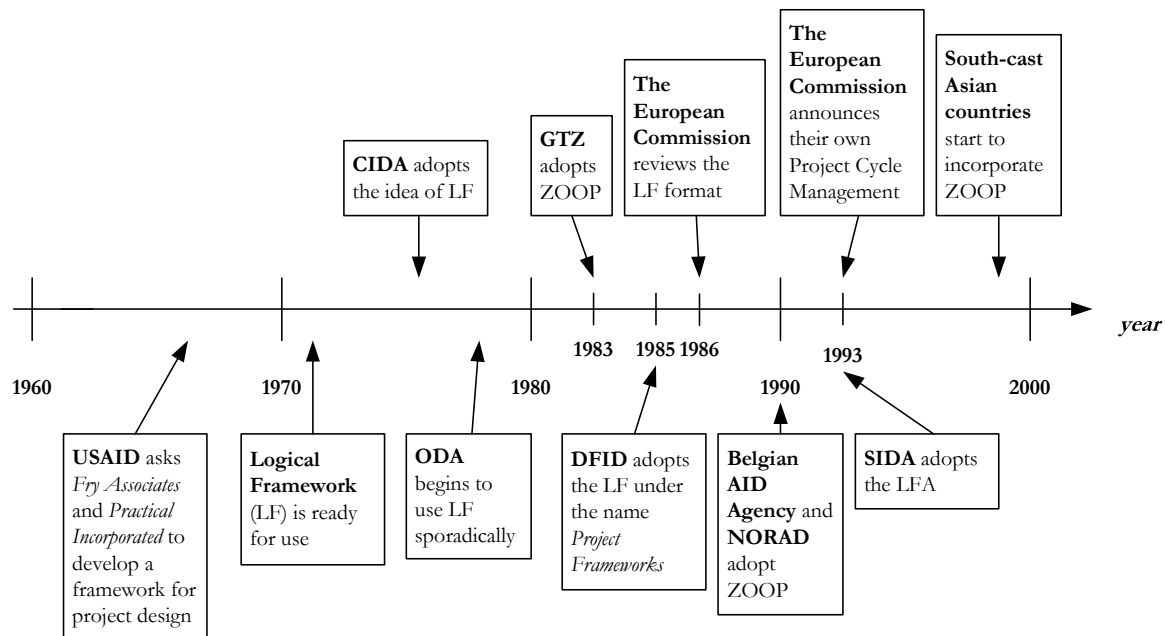 CIDA adopts
the idea of LF
GTZ
adopts
ZOOP
The
European
Commission
reviews the
LF format
The
European
Commission
announces
their own
Project Cycle
Management
South-cast
Asian
countries
start to
incorporate
ZOOP
year
1960
1970
1980
1983
1985
1986
1990
1993
2000
USAID asks
Fry Associates
and Practical
Incorporated to
develop a
framework for
project design
Logical
Framework
(LF) is ready
for use
ODA
begins to
use LF
sporadically
DFID adopts
the LF under
the name
Project
Frameworks
Belgian
AID
Agency and
NORAD
adopt
ZOOP
SIDA adopts
the LFA